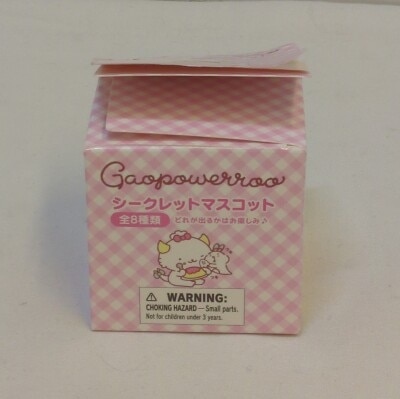 Gaopowerroo
シークレットマスコット
全8種類 どれが出るかはお楽しみ♪
WARNING:
CHOKING HAZARD — Small parts.
Not for children under 3 years.